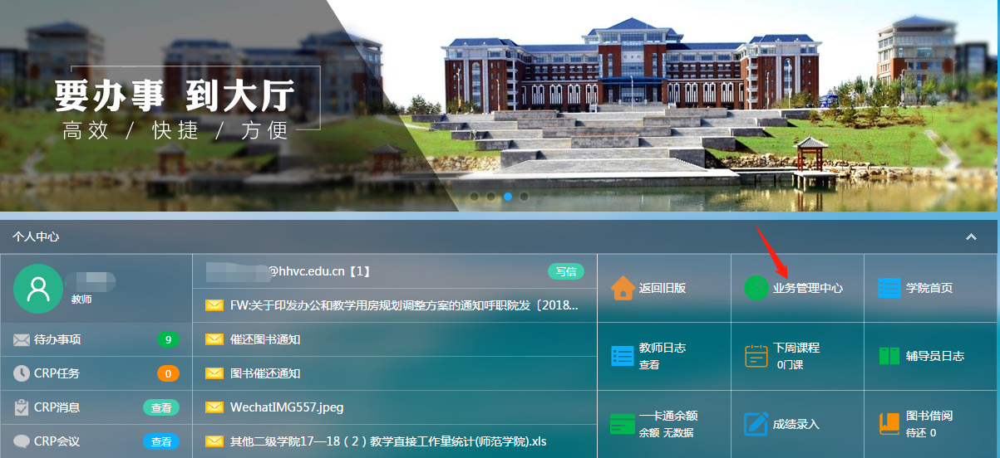 要办事 到大厅
高效 / 快捷 / 方便
个人中心
教师
待办事项 9
CRP任务 0
CRP消息 查看
CRP会议 查看
@hhvc.edu.cn【1】 写信
FW:关于印发办公和教学用房规划调整方案的通知呼职院发〔2018...
催还图书通知
图书催还通知
WechatIMG557.jpeg
其他二级学院17—18（2）教学直接工作量统计(师范学院).xls
返回旧版
业务管理中心
学院首页
教师日志
查看
下周课程
0门课
辅导员日志
一卡通余额
余额 无数据
成绩录入
图书借阅
待还 0